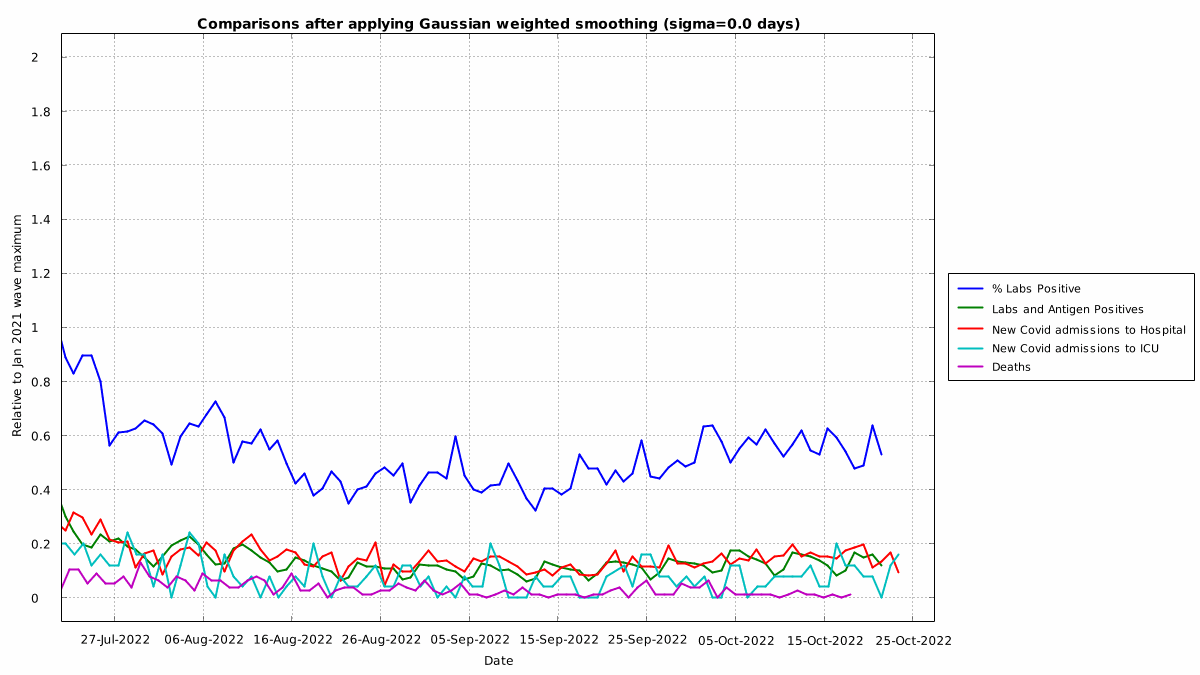 Comparisons after applying Gaussian weighted smoothing (sigma=0.0 days)
2
1.8
1.6
1.4
1.2
1
0.8
0.6
0.4
0.2
0
Relative to Jan 2021 wave maximum
27-Jul-2022 06-Aug-2022 16-Aug-2022 26-Aug-2022 05-Sep-2022 15-Sep-2022 25-Sep-2022 05-Oct-2022 15-Oct-2022 25-Oct-2022
Date
% Labs Positive
Labs and Antigen Positives
New Covid admissions to Hospital
New Covid admissions to ICU
Deaths